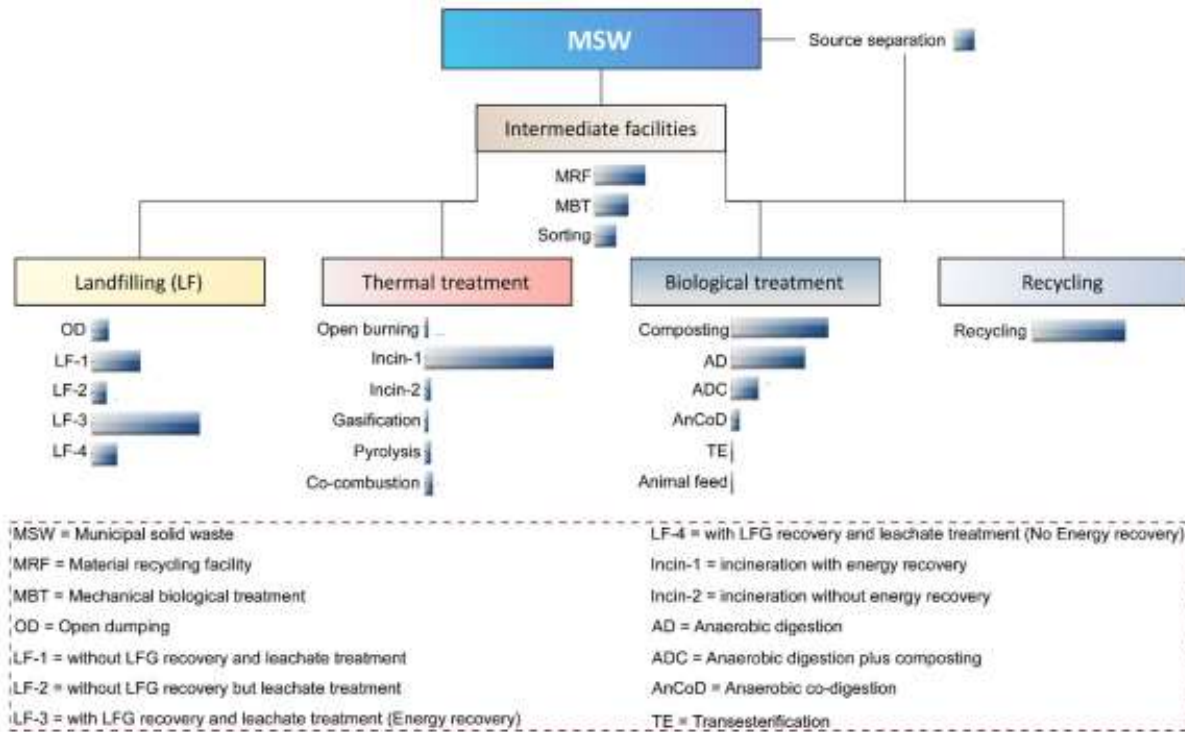 MSW
Source separation
Intermediate facilities
MRF
MBT
Sorting
Landfilling (LF)
OD
LF-1
LF-2
LF-3
LF-4
Thermal treatment
Open burning
Incin-1
Incin-2
Gasification
Pyrolysis
Co-combustion
Biological treatment
Composting
AD
ADC
AnCoD
TE
Animal feed
Recycling
Recycling
MSW = Municipal solid waste
MRF = Material recycling facility
MBT = Mechanical biological treatment
OD = Open dumping
LF-1 = without LFG recovery and leachate treatment
LF-2 = without LFG recovery but leachate treatment
LF-3 = with LFG recovery and leachate treatment (Energy recovery)
LF-4 = with LFG recovery and leachate treatment (No Energy recovery)
Incin-1 = incineration with energy recovery
Incin-2 = incineration without energy recovery
AD = Anaerobic digestion
ADC = Anaerobic digestion plus composting
AnCoD = Anaerobic co-digestion
TE = Transesterification